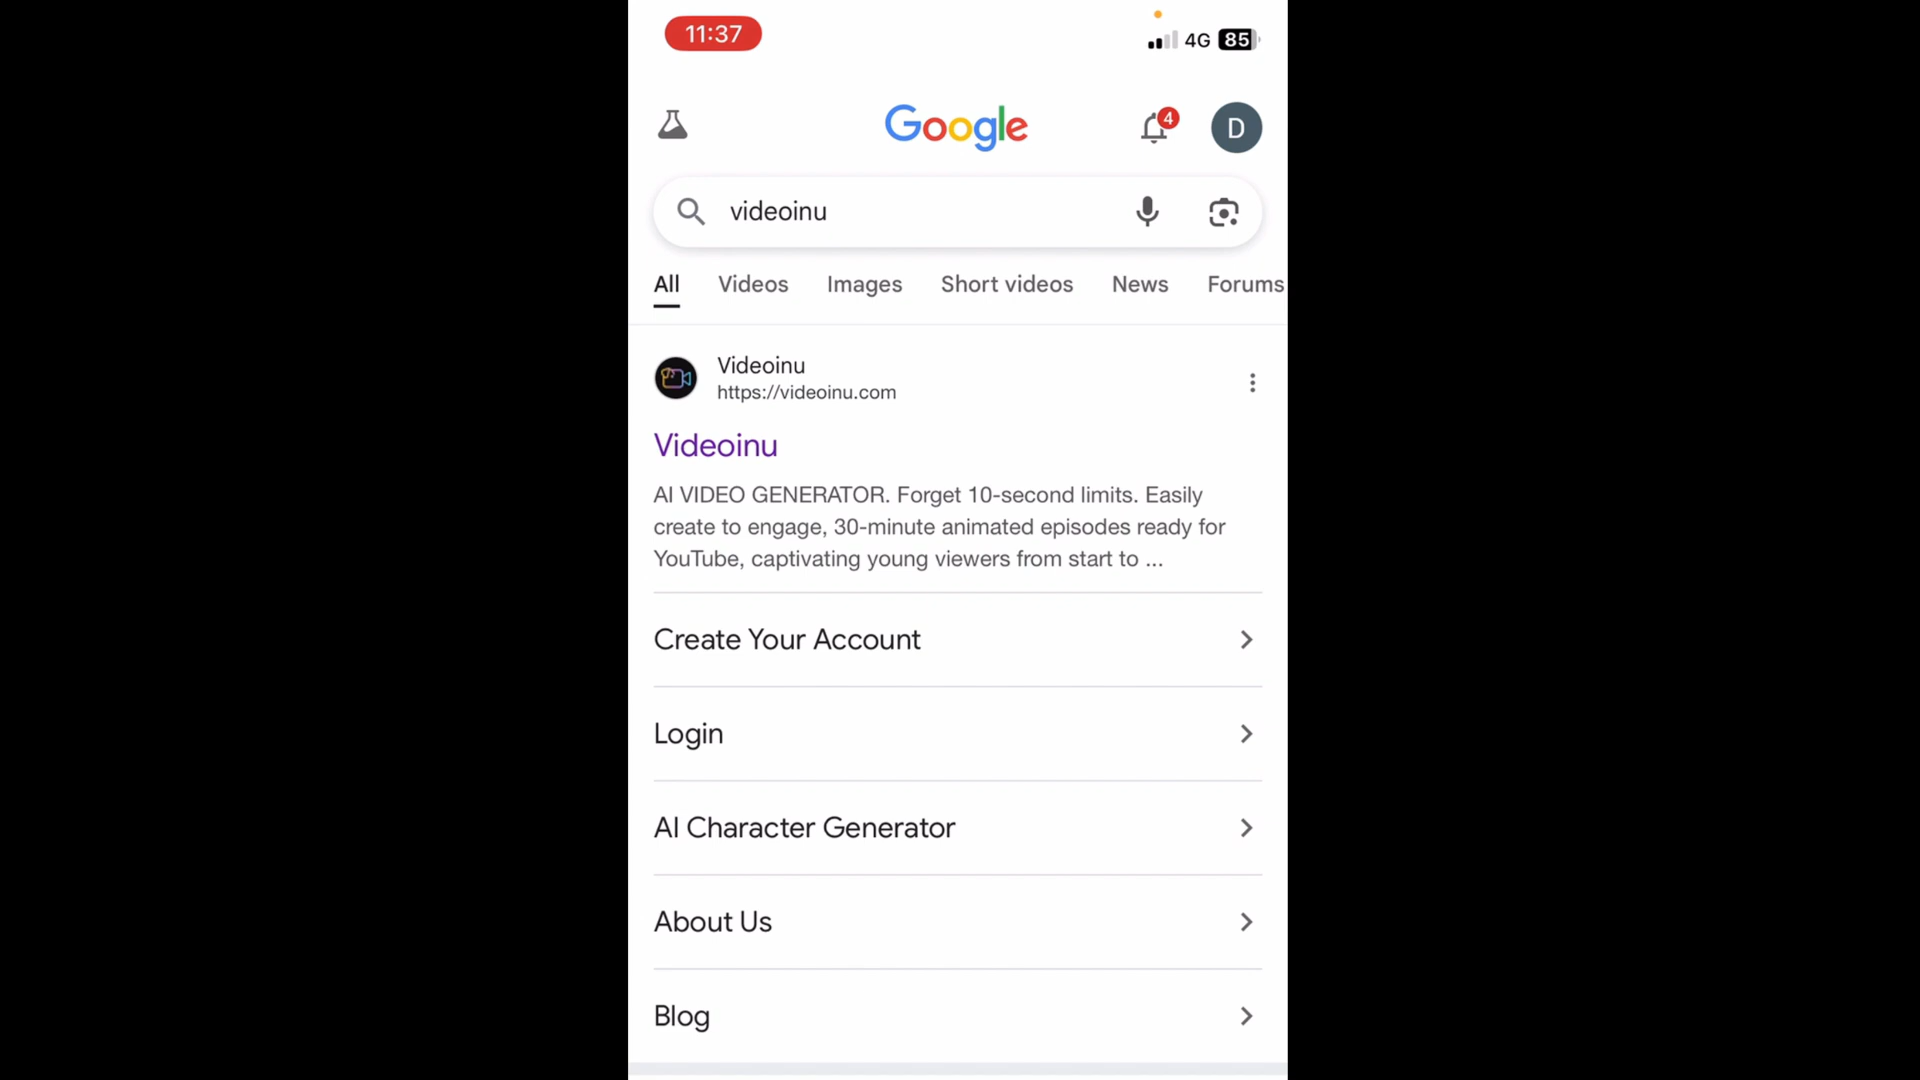 11:37
4G 85
Google
4
D
videoinu
All Videos Images Short videos News Forums
Videoinu
https://videoinu.com
Videoinu
AI VIDEO GENERATOR. Forget 10-second limits. Easily
create to engage, 30-minute animated episodes ready for
YouTube, captivating young viewers from start to ...
Create Your Account
Login
AI Character Generator
About Us
Blog